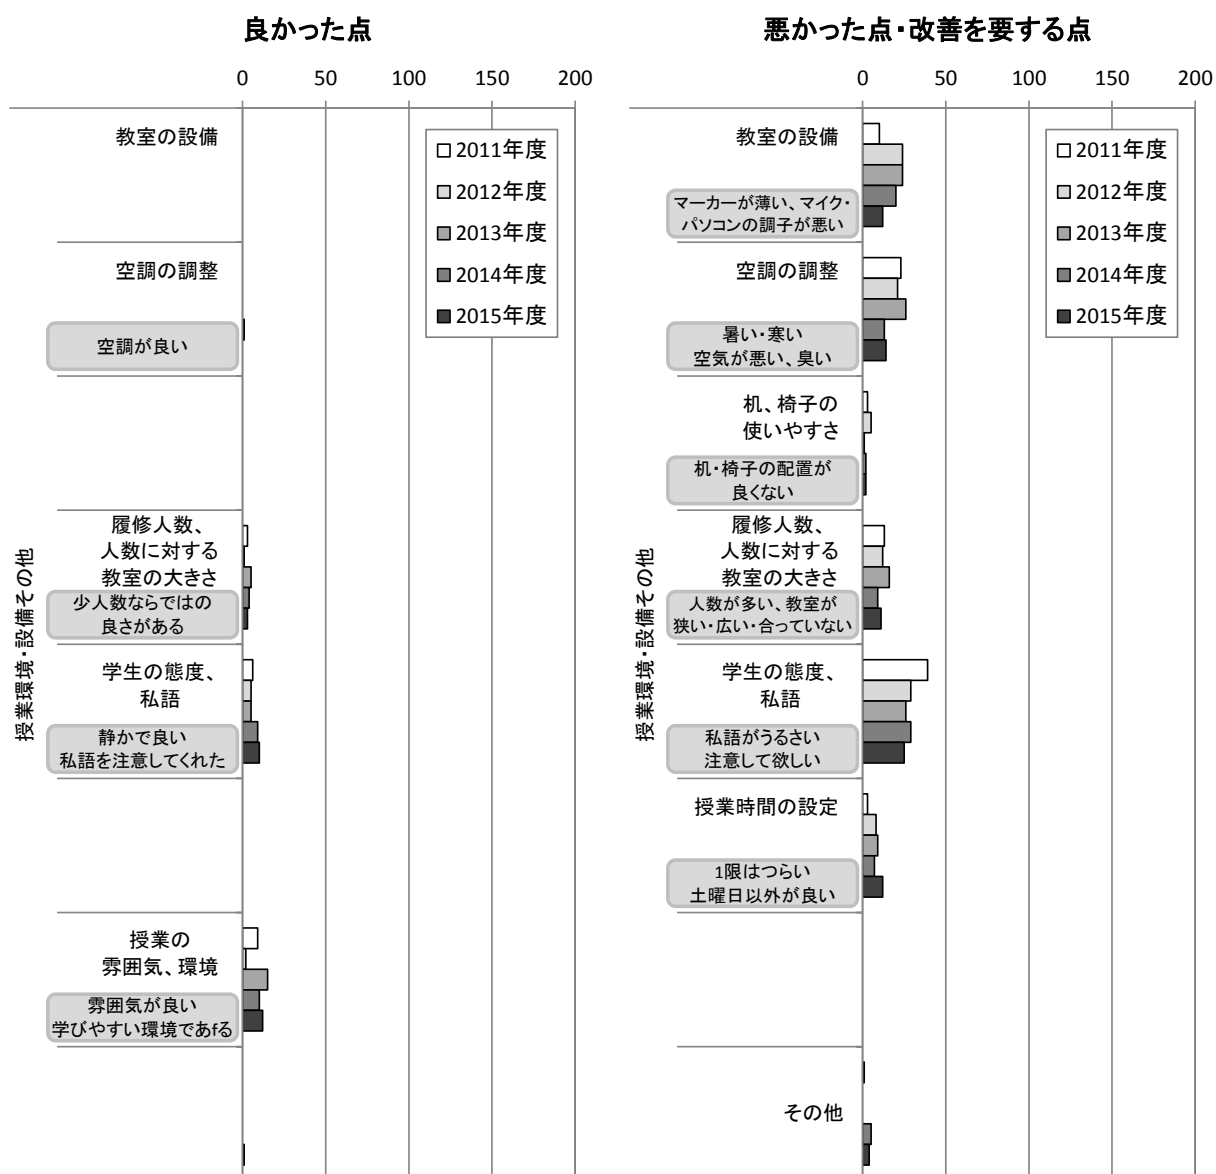 良かった点
0 50 100 150 200
授業環境・設備その他
教室の設備
空調の調整
空調が良い
履修人数、
人数に対する
教室の大きさ
少人数ならではの
良さがある
学生の態度、
私語
静かで良い
私語を注意してくれた
授業の
雰囲気、環境
雰囲気が良い
学びやすい環境であfる
2011年度
2012年度
2013年度
2014年度
2015年度
悪かった点・改善を要する点
0 50 100 150 200
授業環境・設備その他
教室の設備
マーカーが薄い、マイク・
パソコンの調子が悪い
空調の調整
暑い・寒い
空気が悪い、臭い
机、椅子の
使いやすさ
机・椅子の配置が
良くない
履修人数、
人数に対する
教室の大きさ
人数が多い、教室が
狭い・広い・合っていない
学生の態度、
私語
私語がうるさい
注意して欲しい
授業時間の設定
1限はつらい
土曜日以外が良い
その他
2011年度
2012年度
2013年度
2014年度
2015年度